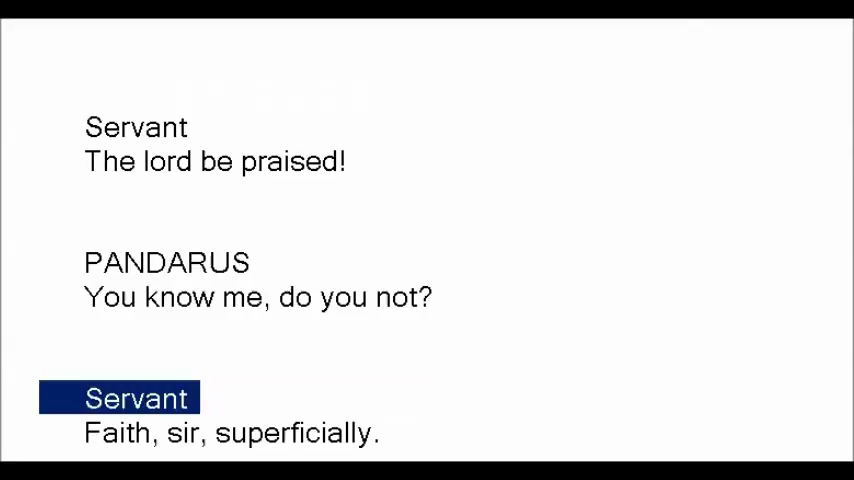 Servant
The lord be praised!
PANDARUS
You know me, do you not?
Servant
Faith, sir, superficially.